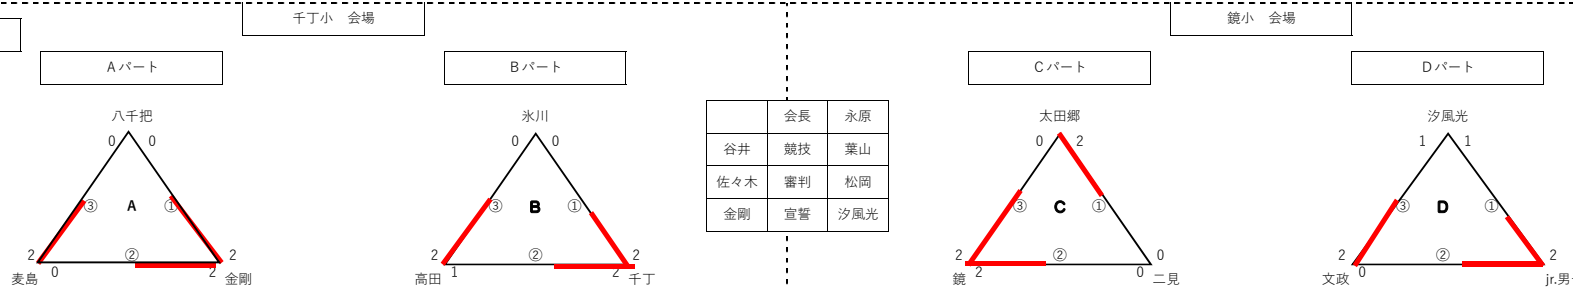 千丁小　会場
鏡小　会場
Aパート
Bパート
Cパート
Dパート
八千把
0 0
③ A ①
2 ② 2
麦島 0 2 金剛
氷川
0 0
③ B ①
2 ② 2
高田 1 2 千丁
会長 永原
谷井 競技 葉山
佐々木 審判 松岡
金剛 宣誓 汐風光
太田郷
0 2
③ C ①
2 ② 0
鏡 2 0 二見
汐風光
1 1
③ D ①
2 ② 2
文政 0 jr.男